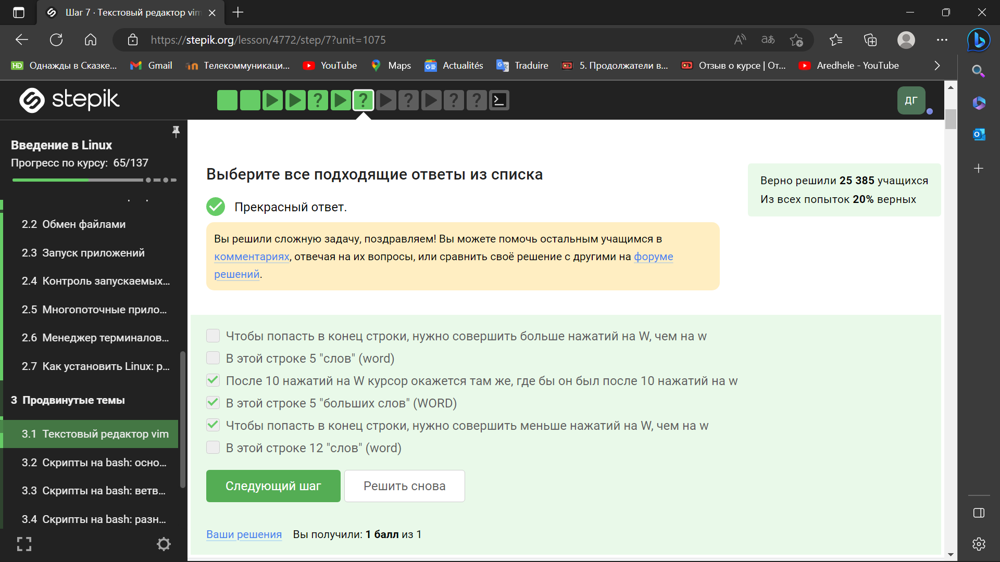 Шаг 7 · Текстовый редактор vim
https://stepik.org/lesson/4772/step/7?unit=1075
Однажды в Сказке... Gmail Телекоммуникаци... YouTube Maps Actualités Traduire 5. Продолжатели в... Отзыв о курсе | От... Aredhele - YouTube
stepik
ДГ
Введение в Linux
Прогресс по курсу: 65/137
2.2 Обмен файлами
2.3 Запуск приложений
2.4 Контроль запускаемых...
2.5 Многопоточные прило...
2.6 Менеджер терминалов...
2.7 Как установить Linux: р...
3 Продвинутые темы
3.1 Текстовый редактор vim
3.2 Скрипты на bash: осно...
3.3 Скрипты на bash: ветв...
3.4 Скрипты на bash: разн...
Выберите все подходящие ответы из списка
Верно решили 25 385 учащихся
Из всех попыток 20% верных
Прекрасный ответ.
Вы решили сложную задачу, поздравляем! Вы можете помочь остальным учащимся в
комментариях, отвечая на их вопросы, или сравнить своё решение с другими на форуме
решений.
Чтобы попасть в конец строки, нужно совершить больше нажатий на W, чем на w
В этой строке 5 "слов" (word)
После 10 нажатий на W курсор окажется там же, где бы он был после 10 нажатий на w
В этой строке 5 "больших слов" (WORD)
Чтобы попасть в конец строки, нужно совершить меньше нажатий на W, чем на w
В этой строке 12 "слов" (word)
Следующий шаг Решить снова
Ваши решения Вы получили: 1 балл из 1